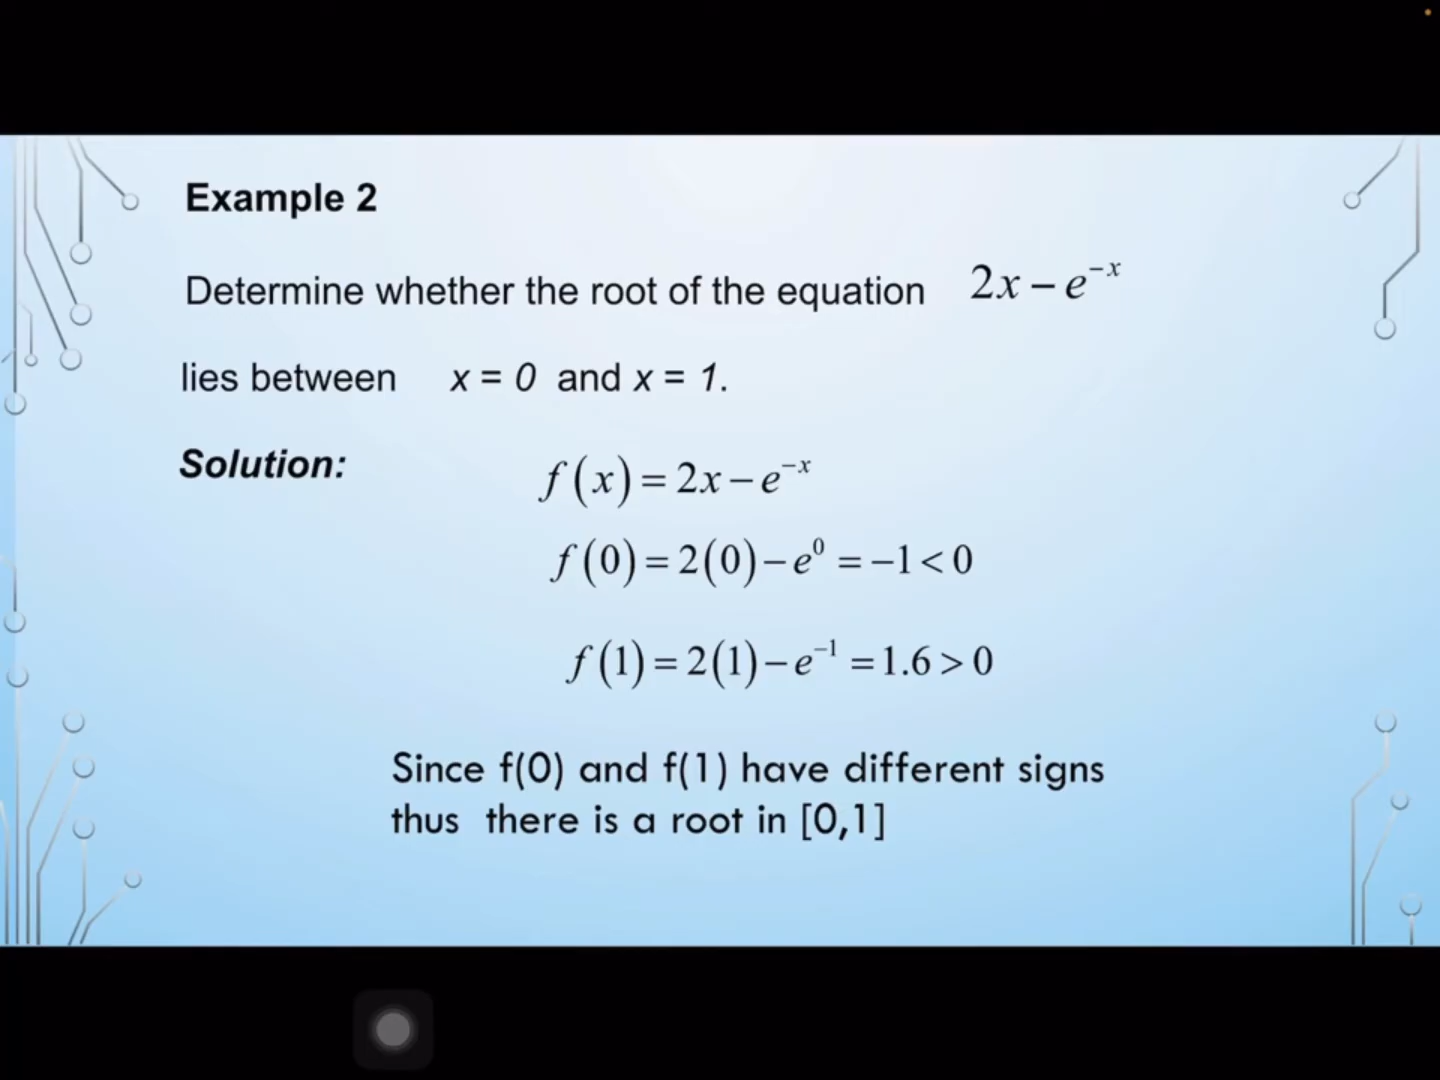 Example 2
Determine whether the root of the equation 2x − e⁻ˣ
lies between x = 0 and x = 1.
Solution:
f(x) = 2x − e⁻ˣ
f(0) = 2(0) − e⁰ = −1 < 0
f(1) = 2(1) − e⁻¹ = 1.6 > 0
Since f(0) and f(1) have different signs
thus there is a root in [0,1]